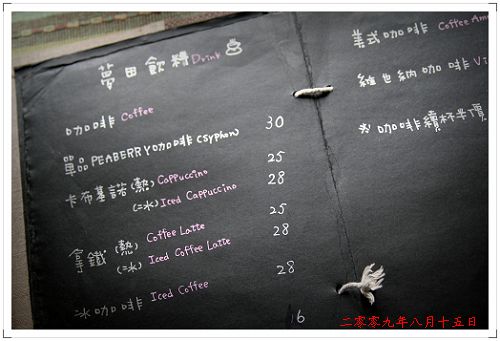 夢田飲料 Drink
咖啡 Coffee
單品PEABERRY咖啡(Syphon) 30
卡布基諾(熱) Cappuccino 25
(冰) Iced Cappuccino 28
拿鐵(熱) Coffee Latte 25
(冰) Iced Coffee Latte 28
冰咖啡 Iced Coffee 28
16
美式咖啡 Coffee Am
維也納咖啡 Vi
※咖啡續杯半價
二零零九年八月十五日